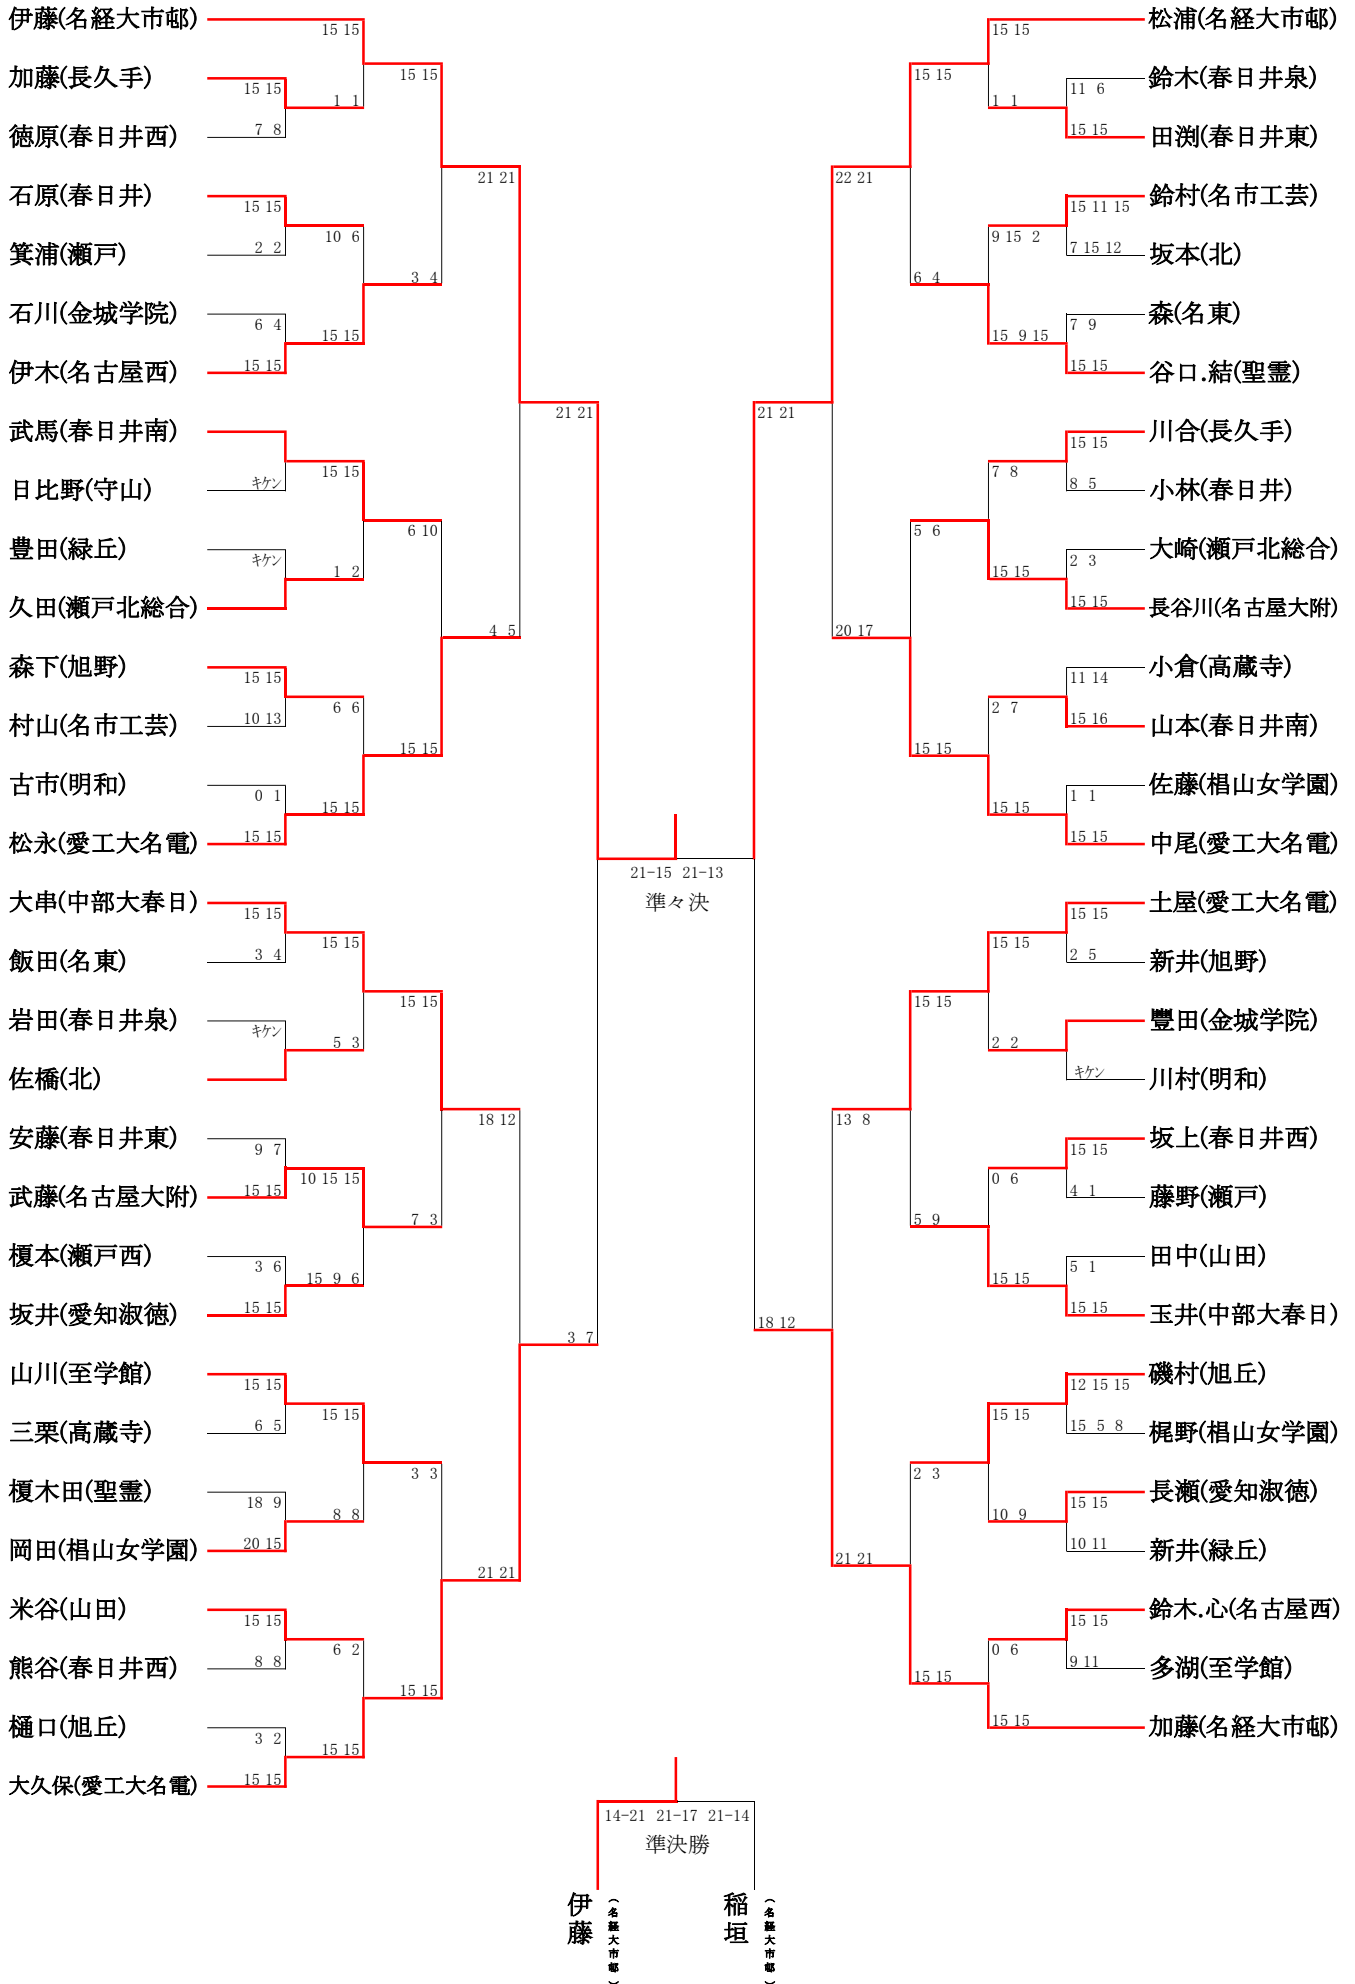 伊藤(名経大市邨)
15 15
加藤(長久手)
15 15
15 15
1 1
徳原(春日井西)
7 8
21 21
石原(春日井)
15 15
10 6
箕浦(瀬戸)
2 2
3 4
石川(金城学院)
6 4
15 15
伊木(名古屋西)
15 15
21 21
武馬(春日井南)
15 15
日比野(守山)
キケン
6 10
豊田(緑丘)
キケン
1 2
久田(瀬戸北総合)
4 5
森下(旭野)
15 15
6 6
村山(名市工芸)
10 13
15 15
古市(明和)
0 1
15 15
松永(愛工大名電)
15 15
大串(中部大春日)
15 15
15 15
飯田(名東)
3 4
15 15
岩田(春日井泉)
キケン
5 3
佐橋(北)
18 12
安藤(春日井東)
9 7
10 15 15
武藤(名古屋大附)
15 15
7 3
榎本(瀬戸西)
3 6
15 9 6
坂井(愛知淑徳)
15 15
3 7
山川(至学館)
15 15
15 15
三栗(高蔵寺)
6 5
3 3
榎木田(聖霊)
18 9
8 8
岡田(椙山女学園)
20 15
21 21
米谷(山田)
15 15
6 2
熊谷(春日井西)
8 8
15 15
樋口(旭丘)
3 2
15 15
大久保(愛工大名電)
15 15
松浦(名経大市邨)
15 15
15 15
鈴木(春日井泉)
11 6
1 1
田渕(春日井東)
15 15
22 21
鈴村(名市工芸)
15 11 15
9 15 2
坂本(北)
7 15 12
6 4
森(名東)
7 9
15 9 15
谷口.結(聖霊)
15 15
21 21
川合(長久手)
15 15
7 8
小林(春日井)
8 5
5 6
大崎(瀬戸北総合)
2 3
15 15
長谷川(名古屋大附)
15 15
20 17
小倉(高蔵寺)
11 14
2 7
山本(春日井南)
15 16
15 15
佐藤(椙山女学園)
1 1
15 15
中尾(愛工大名電)
15 15
21-15 21-13
準々決
土屋(愛工大名電)
15 15
15 15
新井(旭野)
2 5
15 15
豐田(金城学院)
2 2
川村(明和)
キケン
13 8
坂上(春日井西)
15 15
0 6
藤野(瀬戸)
4 1
5 9
田中(山田)
5 1
15 15
玉井(中部大春日)
15 15
18 12
磯村(旭丘)
12 15 15
15 15
梶野(椙山女学園)
15 5 8
2 3
長瀬(愛知淑徳)
15 15
10 9
新井(緑丘)
10 11
21 21
鈴木.心(名古屋西)
15 15
0 6
多湖(至学館)
9 11
15 15
加藤(名経大市邨)
15 15
14-21 21-17 21-14
準決勝
伊藤
(名経大市邨)
稲垣
(名経大市邨)